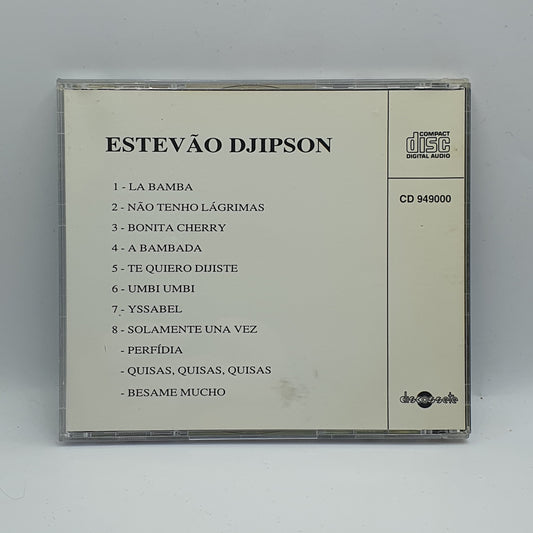 ESTEVÃO DJIPSON
1 - LA BAMBA
2 - NÃO TENHO LÁGRIMAS
3 - BONITA CHERRY
4 - A BAMBADA
5 - TE QUIERO DIJISTE
6 - UMBI UMBI
7 - YSSABEL
8 - SOLAMENTE UNA VEZ
- PERFÍDIA
- QUISAS, QUISAS, QUISAS
- BESAME MUCHO
COMPACT
disc
DIGITAL AUDIO
CD 949000
discossete